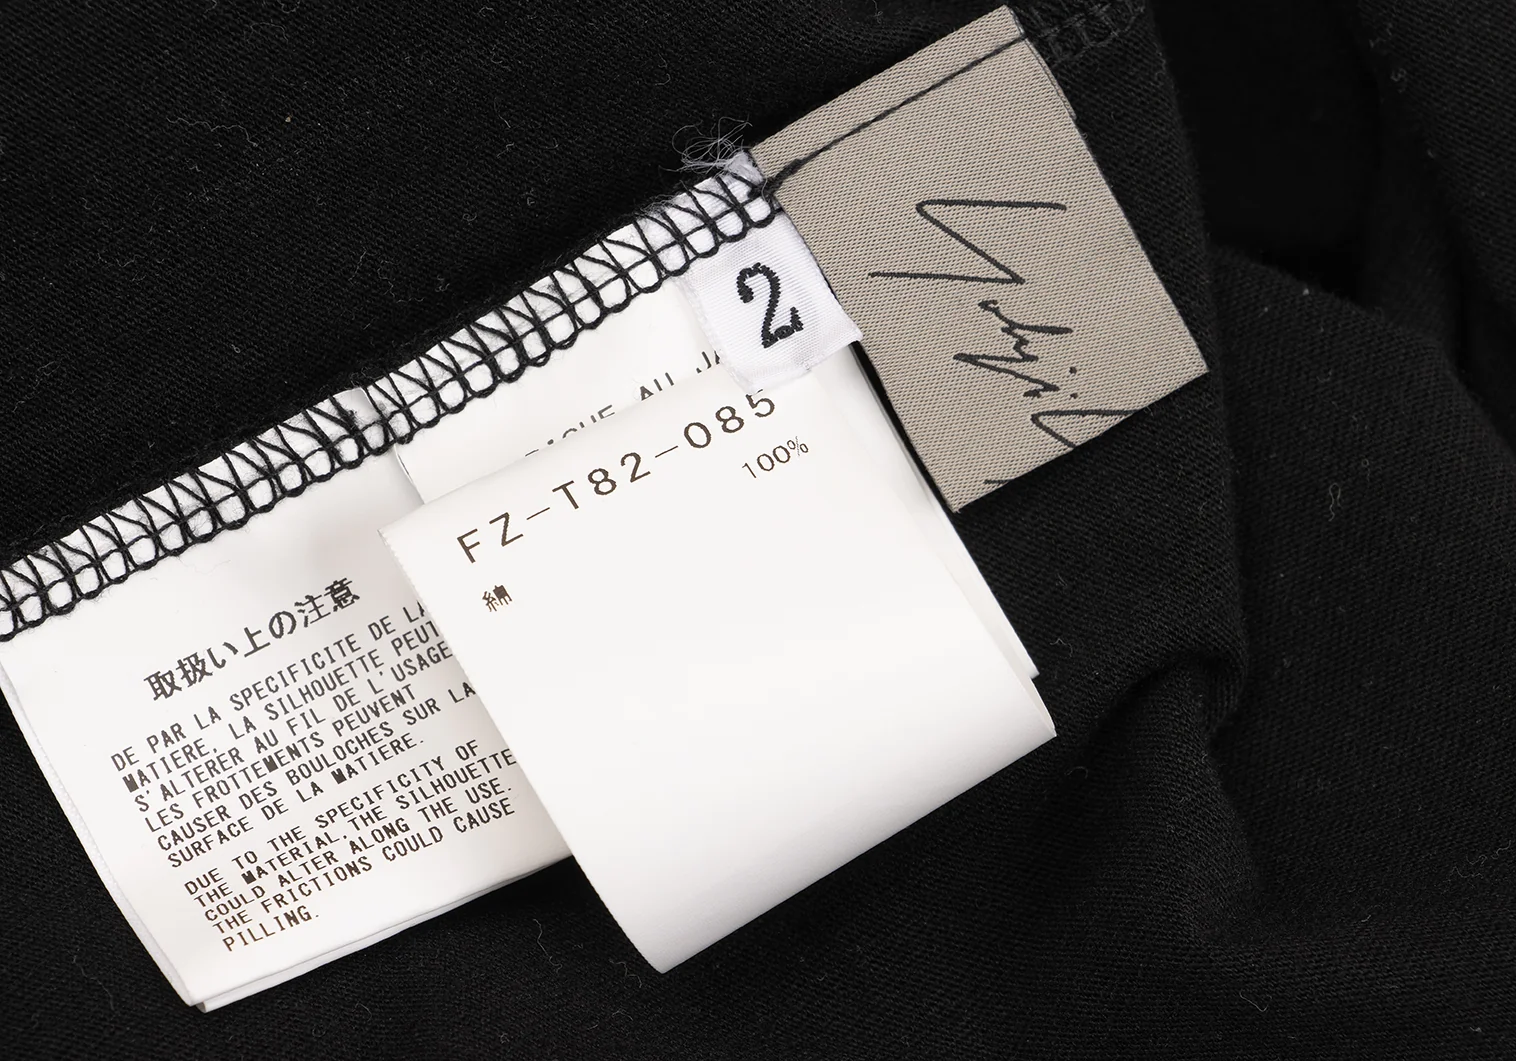 2
Yohji
FZ-T82-085
綿 100%
取扱い上の注意
DE PAR LA SPECIFICITE DE LA
MATIERE, LA SILHOUETTE PEUT
S'ALTERER AU FIL DE L'USAGE
LES FROTTEMENTS PEUVENT
CAUSER DES BOULOCHES SUR LA
SURFACE DE LA MATIERE.
DUE TO THE SPECIFICITY OF
THE MATERIAL, THE SILHOUETTE
COULD ALTER ALONG THE USE.
THE FRICTIONS COULD CAUSE
PILLING.